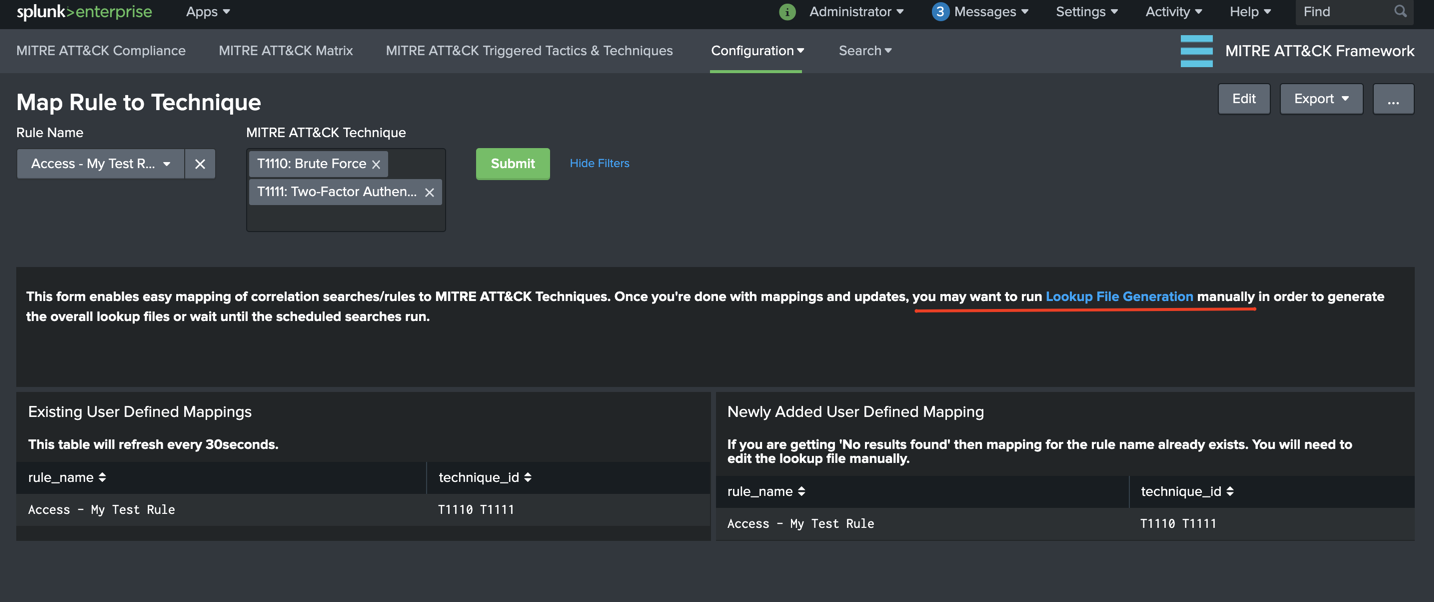 splunk>enterprise Apps i Administrator 3 Messages Settings Activity Help Find
MITRE ATT&CK Compliance MITRE ATT&CK Matrix MITRE ATT&CK Triggered Tactics & Techniques Configuration Search MITRE ATT&CK Framework
Map Rule to Technique Edit Export ...
Rule Name MITRE ATT&CK Technique
Access - My Test R... T1110: Brute Force Submit Hide Filters
T1111: Two-Factor Authen...
This form enables easy mapping of correlation searches/rules to MITRE ATT&CK Techniques. Once you're done with mappings and updates, you may want to run Lookup File Generation manually in order to generate
the overall lookup files or wait until the scheduled searches run.
Existing User Defined Mappings
This table will refresh every 30seconds.
rule_name technique_id
Access - My Test Rule T1110 T1111
Newly Added User Defined Mapping
If you are getting 'No results found' then mapping for the rule name already exists. You will need to
edit the lookup file manually.
rule_name technique_id
Access - My Test Rule T1110 T1111